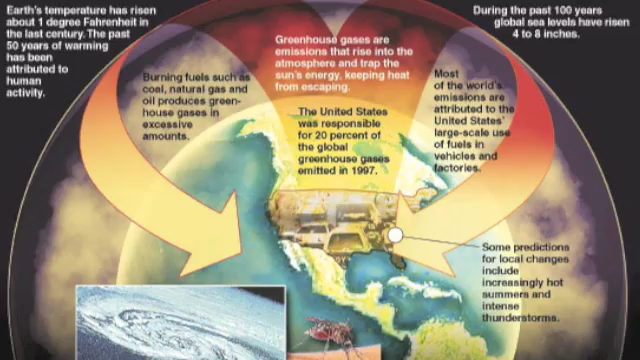 Earth's temperature has risen
about 1 degree Fahrenheit in
the last century. The past
50 years of warming
has been
attributed to
human
activity.
During the past 100 years
global sea levels have risen
4 to 8 inches.
Greenhouse gases are
emissions that rise into the
atmosphere and trap the
sun's energy, keeping heat
from escaping.
Burning fuels such as
coal, natural gas and
oil produces green-
house gases in
excessive
amounts.
The United States
was responsible
for 20 percent of
the global
greenhouse gases
emitted in 1997.
Most
of the world's
emissions are
attributed to the
United States'
large-scale use
of fuels in
vehicles and
factories.
Some predictions
for local changes
include
increasingly hot
summers and
intense
thunderstorms.